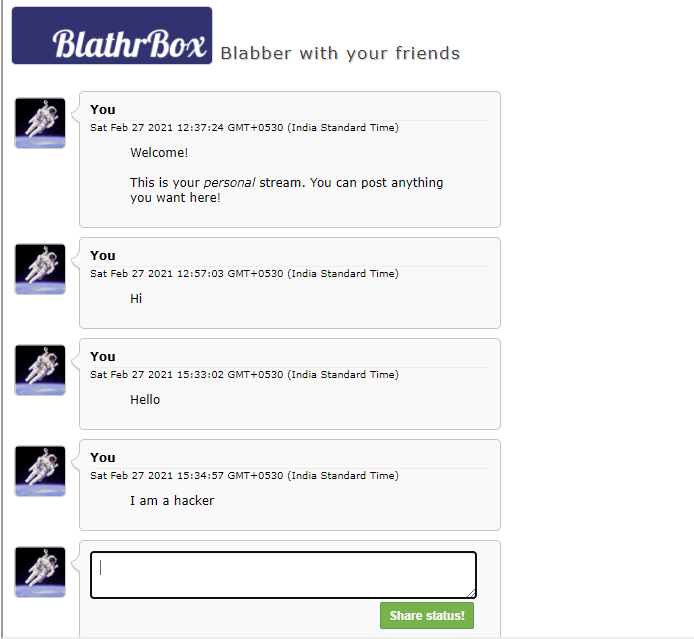 BlathrBox Blabber with your friends
You
Sat Feb 27 2021 12:37:24 GMT+0530 (India Standard Time)
Welcome!
This is your personal stream. You can post anything
you want here!
You
Sat Feb 27 2021 12:57:03 GMT+0530 (India Standard Time)
Hi
You
Sat Feb 27 2021 15:33:02 GMT+0530 (India Standard Time)
Hello
You
Sat Feb 27 2021 15:34:57 GMT+0530 (India Standard Time)
I am a hacker
Share status!